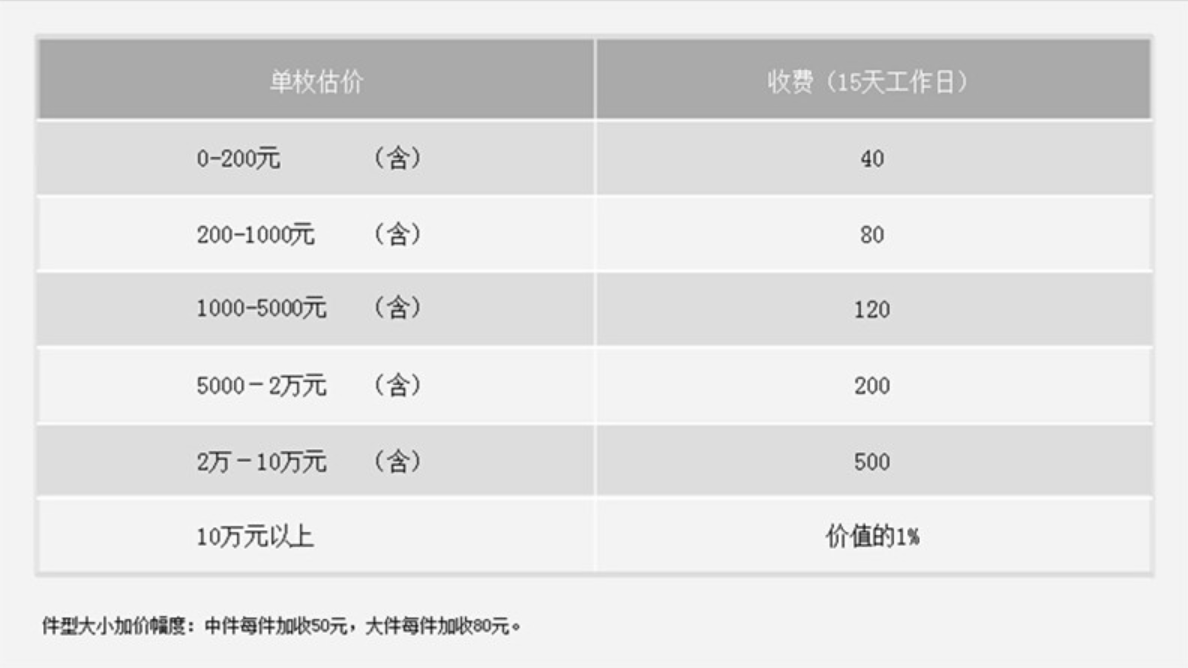 单枚估价 收费（15天工作日）
0-200元 （含） 40
200-1000元 （含） 80
1000-5000元 （含） 120
5000－2万元 （含） 200
2万－10万元 （含） 500
10万元以上 价值的1%
件型大小加价幅度：中件每件加收50元，大件每件加收80元。